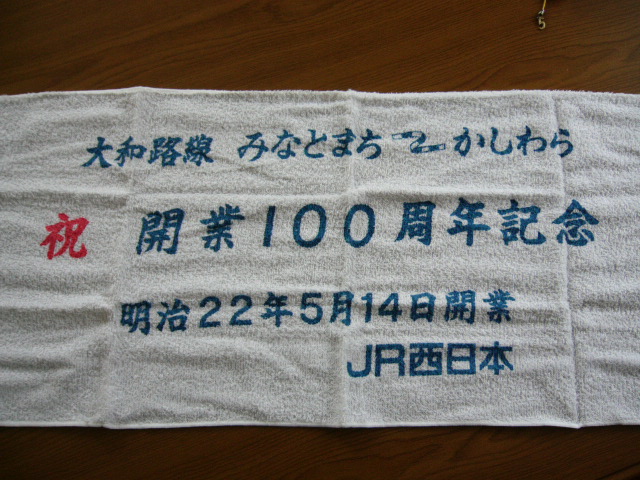 大和路線 みなとまち〜かしわら
祝 開業100周年記念
明治22年5月14日開業
JR西日本